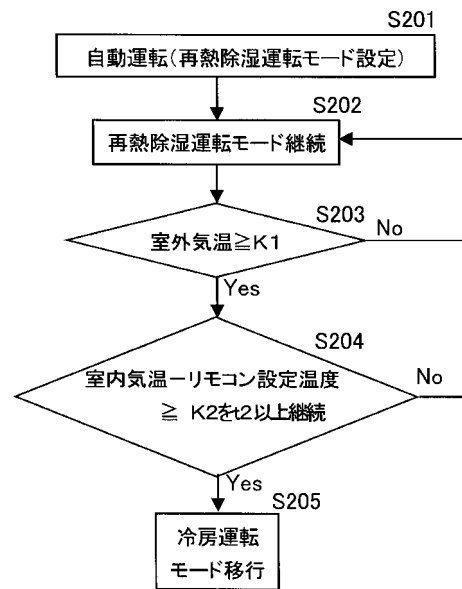 S201
自動運転(再熱除湿運転モード設定)
S202
再熱除湿運転モード継続
S203
室外気温≧K1
No
Yes
S204
室内気温ーリモコン設定温度
≧ K2をt2以上継続
No
Yes
S205
冷房運転
モード移行